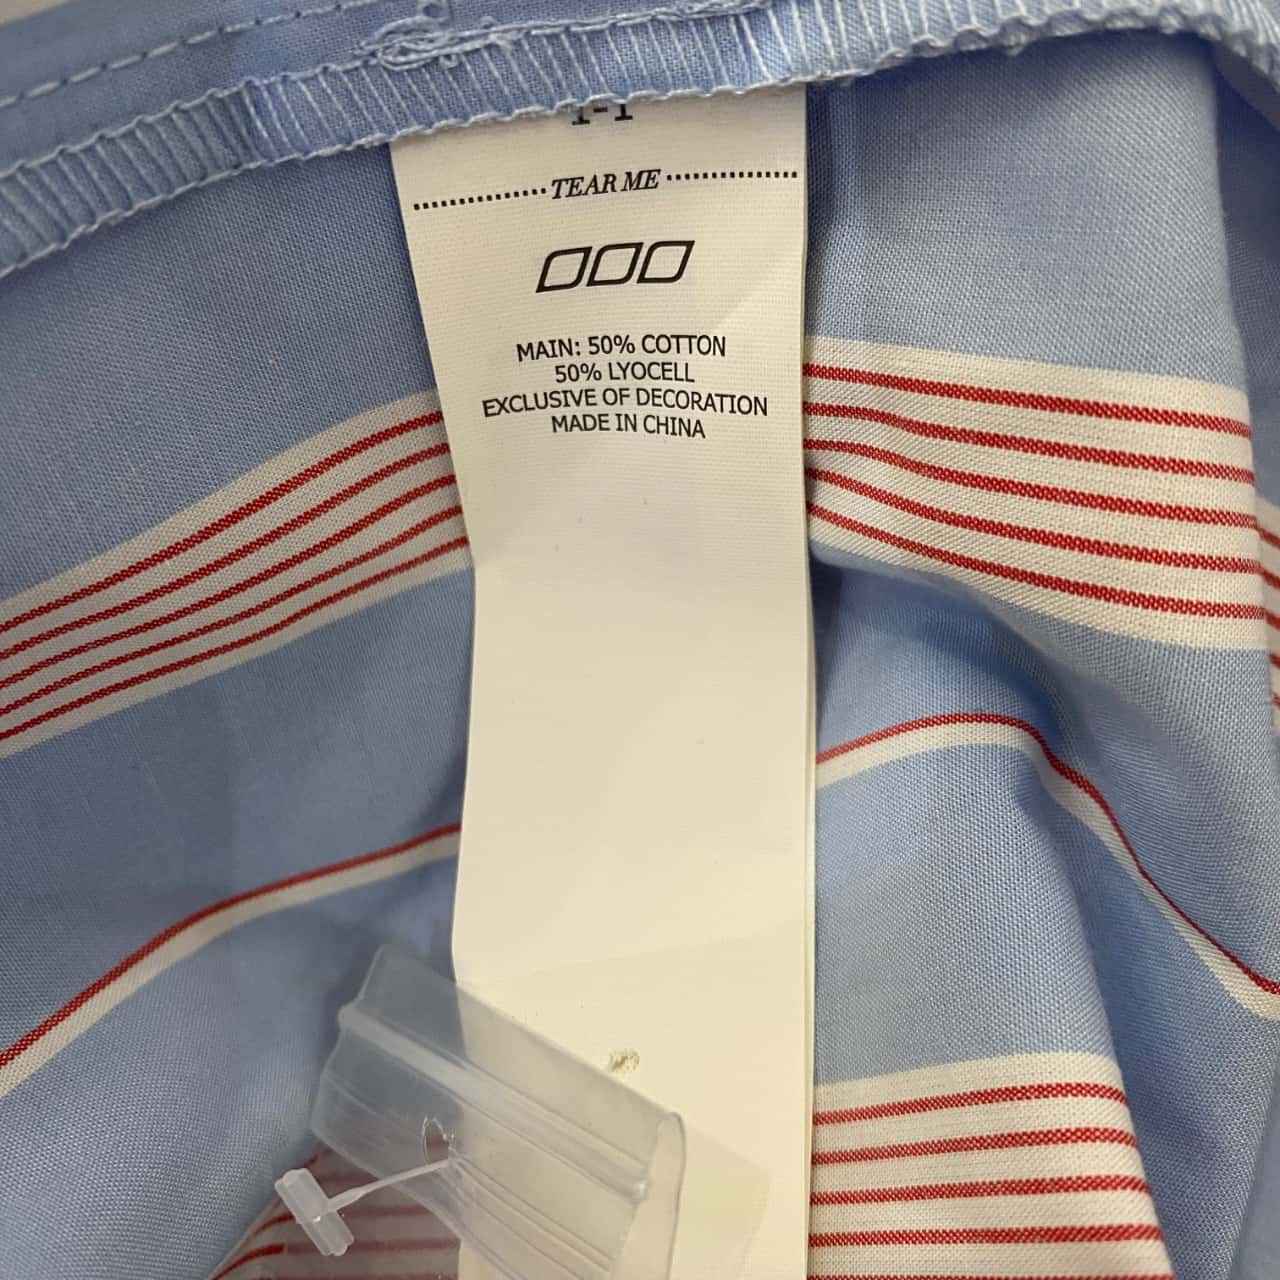 TEAR ME
MAIN: 50% COTTON
50% LYOCELL
EXCLUSIVE OF DECORATION
MADE IN CHINA